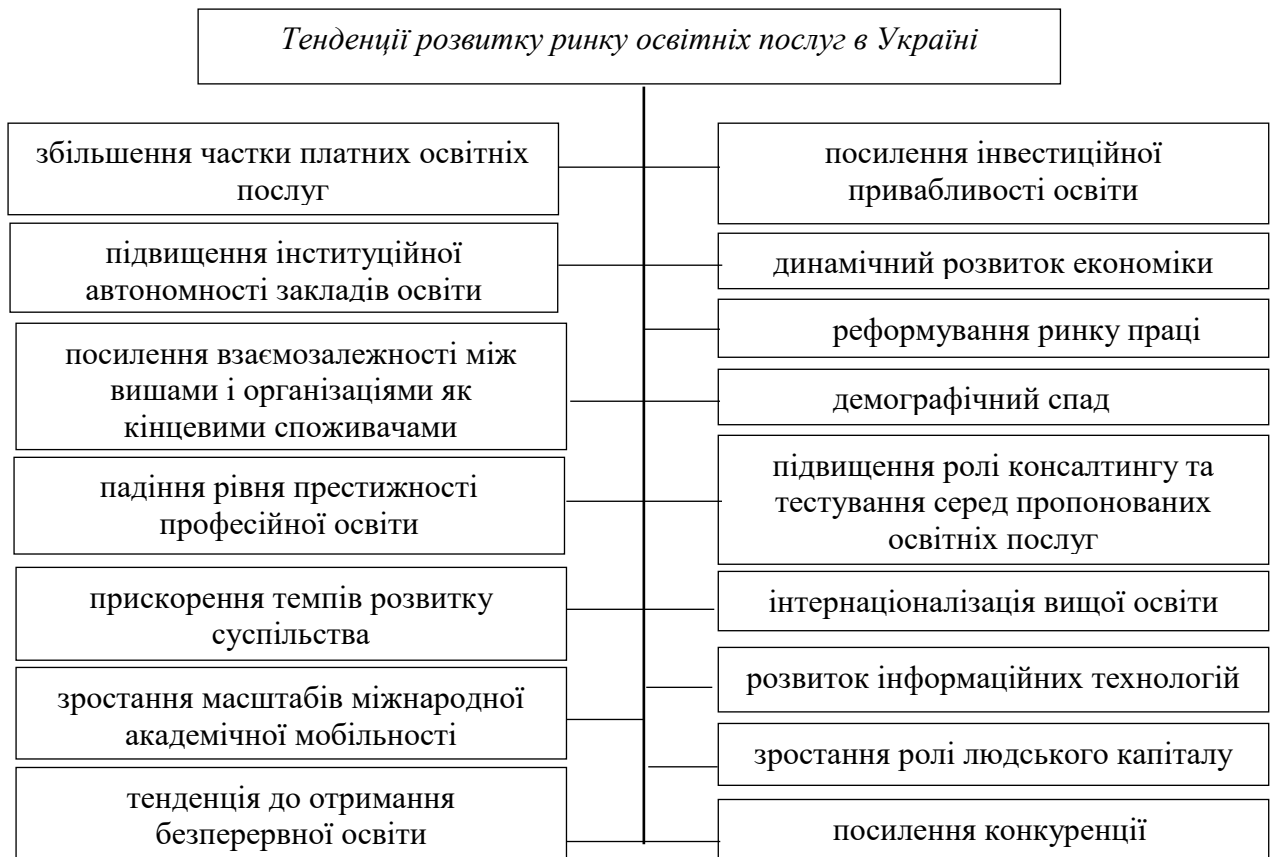 Тенденції розвитку ринку освітніх послуг в Україні
збільшення частки платних освітніх
послуг
підвищення інституційної
автономності закладів освіти
посилення взаємозалежності між
вишами і організаціями як
кінцевими споживачами
падіння рівня престижності
професійної освіти
прискорення темпів розвитку
суспільства
зростання масштабів міжнародної
академічної мобільності
тенденція до отримання
безперервної освіти
посилення інвестиційної
привабливості освіти
динамічний розвиток економіки
реформування ринку праці
демографічний спад
підвищення ролі консалтингу та
тестування серед пропонованих
освітніх послуг
інтернаціоналізація вищої освіти
розвиток інформаційних технологій
зростання ролі людського капіталу
посилення конкуренції